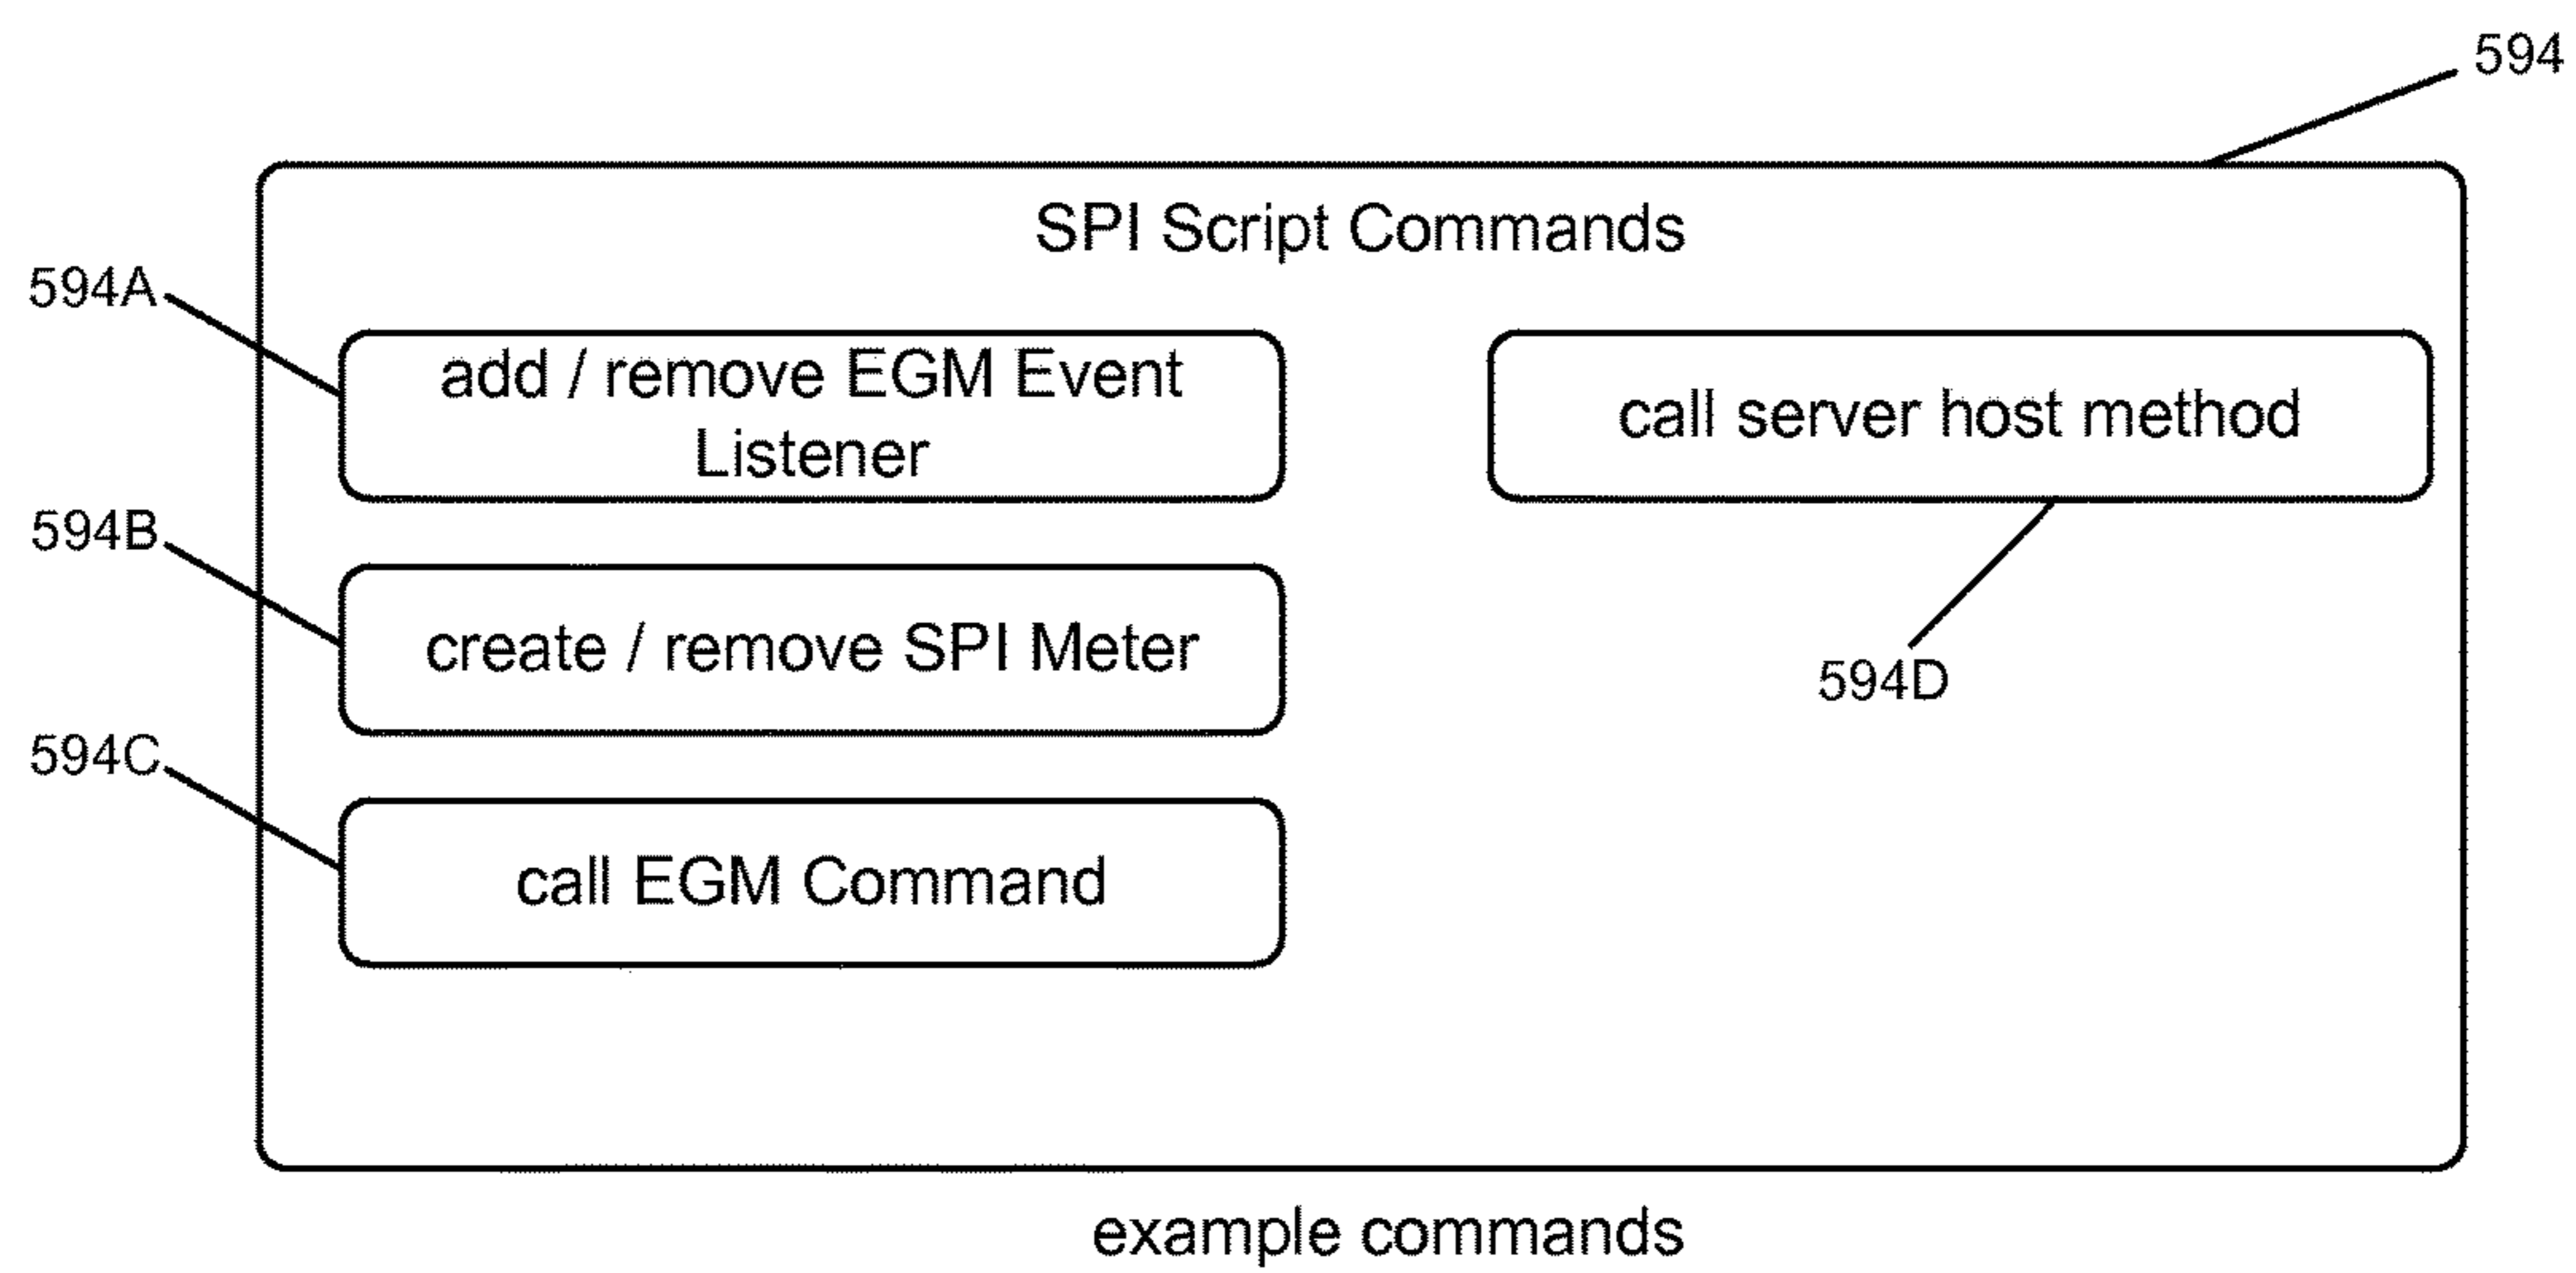 594
SPI Script Commands
594A
add / remove EGM Event
Listener
call server host method
594B
create / remove SPI Meter
594D
594C
call EGM Command
example commands